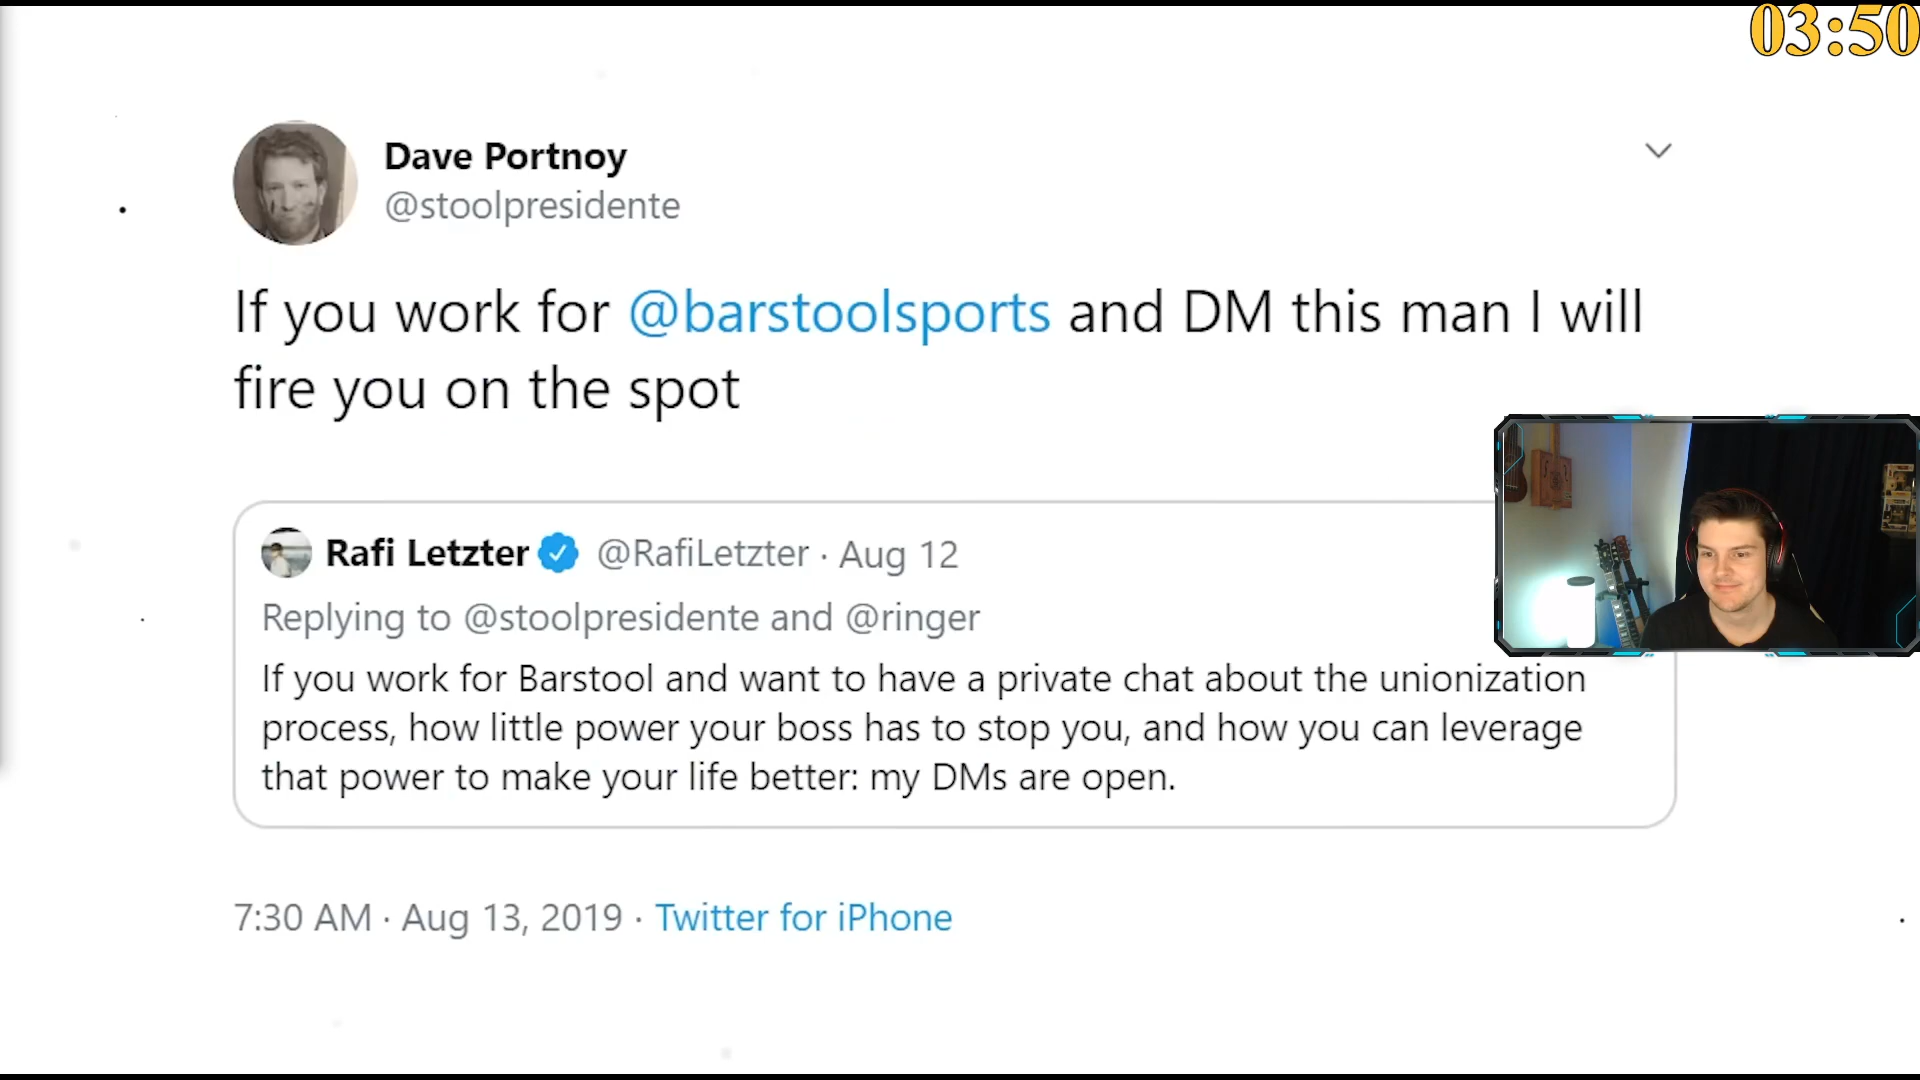 03:50
Dave Portnoy
@stoolpresidente
If you work for @barstoolsports and DM this man I will
fire you on the spot
Rafi Letzter @RafiLetzter · Aug 12
Replying to @stoolpresidente and @ringer
If you work for Barstool and want to have a private chat about the unionization
process, how little power your boss has to stop you, and how you can leverage
that power to make your life better: my DMs are open.
7:30 AM · Aug 13, 2019 · Twitter for iPhone